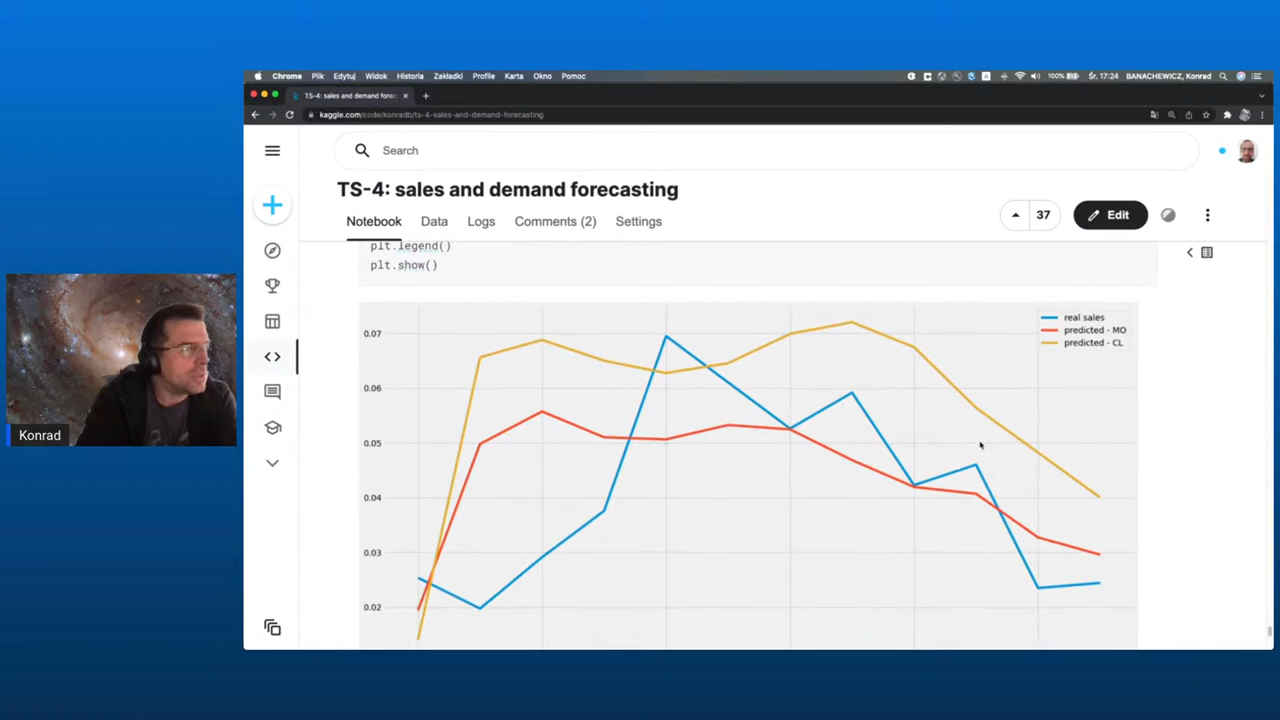 Chrome Plik Edytuj Widok Historia Zakładki Profile Karta Okno Pomoc 100% Śr. 17:24 BANACHEWICZ, Konrad
TS-4: sales and demand forec
kaggle.com/code/konradb/ts-4-sales-and-demand-forecasting
Search
TS-4: sales and demand forecasting
Notebook Data Logs Comments (2) Settings
37 Edit
plt.legend()
plt.show()
real sales
predicted - MO
predicted - CL
0.07
0.06
0.05
0.04
0.03
0.02
Konrad